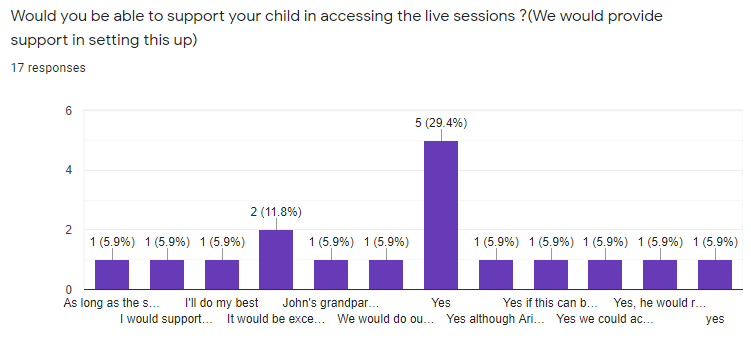 Would you be able to support your child in accessing the live sessions ?(We would provide
support in setting this up)
17 responses
6
4
2
0
5 (29.4%)
2 (11.8%)
1 (5.9%) 1 (5.9%) 1 (5.9%) 1 (5.9%) 1 (5.9%) 1 (5.9%) 1 (5.9%) 1 (5.9%) 1 (5.9%) 1 (5.9%)
As long as the s... I'll do my best John's grandpar... Yes Yes if this can b... Yes, he would r...
I would support... It would be exce... We would do ou... Yes although Ari... Yes we could ac... yes